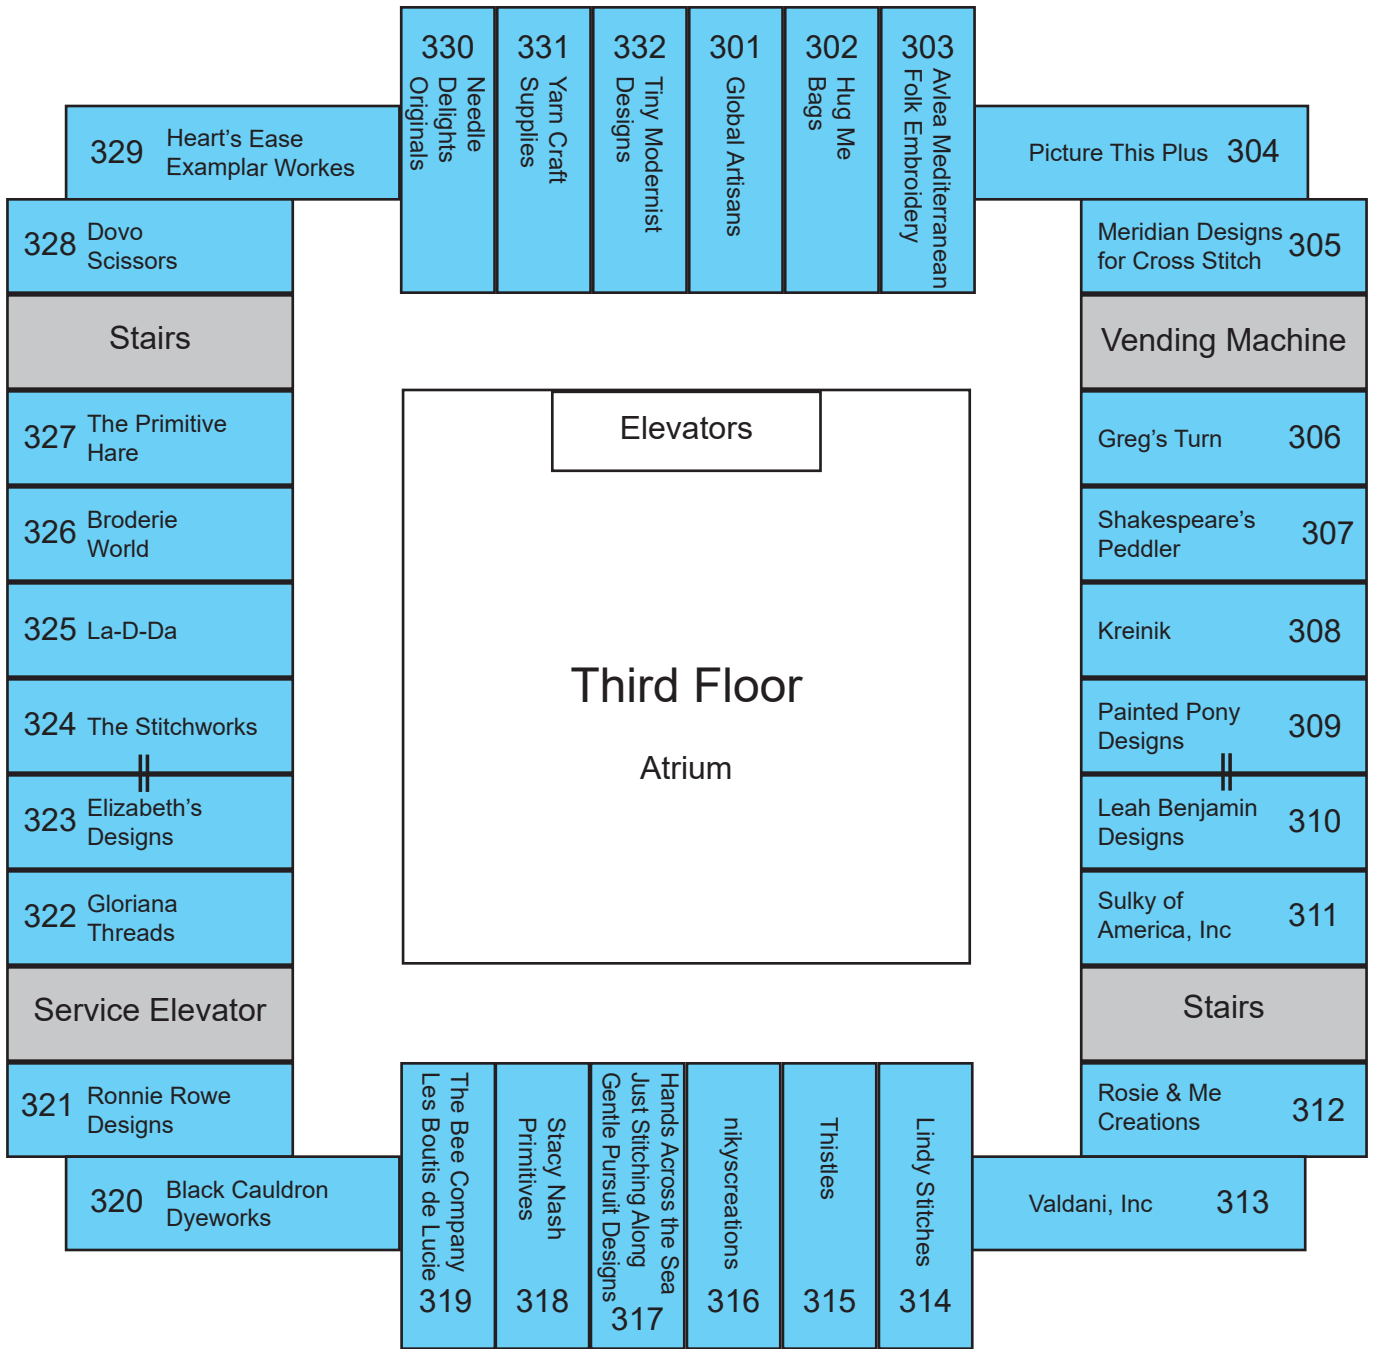 330
Needle
Delights
Originals
331
Yarn Craft
Supplies
332
Tiny Modernist
Designs
301
Global Artisans
302
Hug Me
Bags
303
Avlea Mediterranean
Folk Embroidery
329
Heart’s Ease
Examplar Workes
Picture This Plus 304
328
Dovo
Scissors
Meridian Designs
for Cross Stitch
305
Stairs
Vending Machine
327
The Primitive
Hare
Elevators
Greg’s Turn 306
326
Broderie
World
Shakespeare’s
Peddler
307
325 La-D-Da
Kreinik 308
Third Floor
Atrium
324 The Stitchworks
Painted Pony
Designs
309
323
Elizabeth’s
Designs
Leah Benjamin
Designs
310
322
Gloriana
Threads
Sulky of
America, Inc
311
Service Elevator
Stairs
321
Ronnie Rowe
Designs
Rosie & Me
Creations
312
320
Black Cauldron
Dyeworks
The Bee Company
Les Boutis de Lucie
319
Stacy Nash
Primitives
318
Hands Across the Sea
Just Stitching Along
Gentle Pursuit Designs
317
nikyscreations
316
Thistles
315
Lindy Stitches
314
Valdani, Inc 313